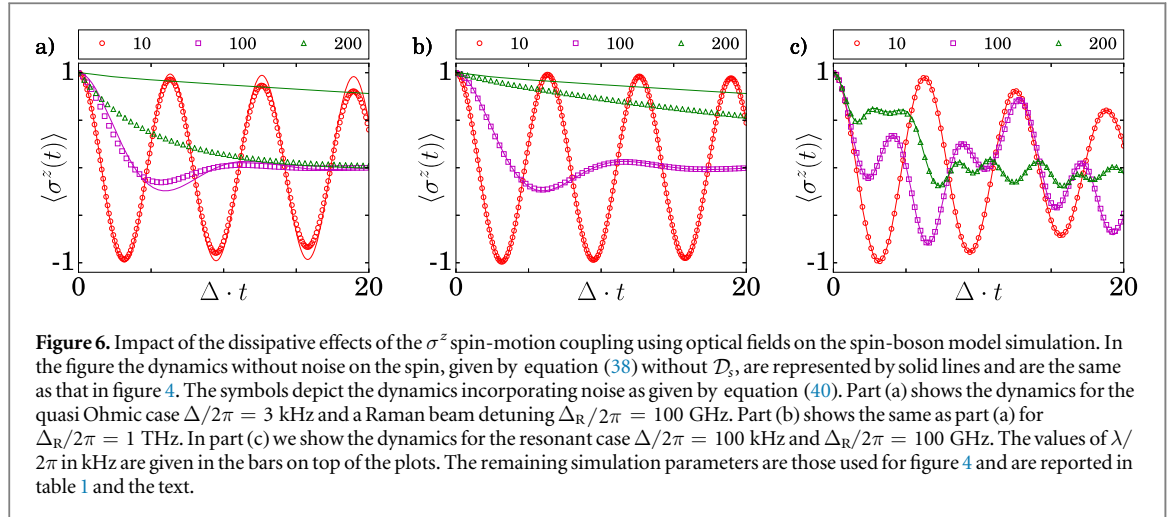 a) 10 100 200 b) 10 100 200 c) 10 100 200
1 1 1
⟨σᶻ(t)⟩ ⟨σᶻ(t)⟩ ⟨σᶻ(t)⟩
-1 -1 -1
0 Δ · t 20 0 Δ · t 20 0 Δ · t 20
Figure 6. Impact of the dissipative effects of the σᶻ spin-motion coupling using optical fields on the spin-boson model simulation. In
the figure the dynamics without noise on the spin, given by equation (38) without 𝒟ₛ, are represented by solid lines and are the same
as that in figure 4. The symbols depict the dynamics incorporating noise as given by equation (40). Part (a) shows the dynamics for the
quasi Ohmic case Δ/2π = 3 kHz and a Raman beam detuning Δ_R/2π = 100 GHz. Part (b) shows the same as part (a) for
Δ_R/2π = 1 THz. In part (c) we show the dynamics for the resonant case Δ/2π = 100 kHz and Δ_R/2π = 100 GHz. The values of λ/
2π in kHz are given in the bars on top of the plots. The remaining simulation parameters are those used for figure 4 and are reported in
table 1 and the text.